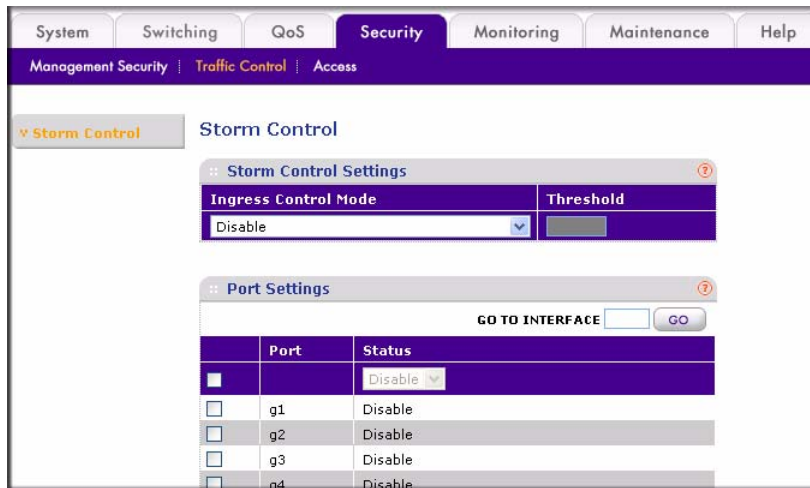 System Switching QoS Security Monitoring Maintenance Help
Management Security Traffic Control Access
Storm Control
Storm Control
Storm Control Settings
Ingress Control Mode Threshold
Disable
Port Settings
GO TO INTERFACE GO
Port Status
Disable
g1 Disable
g2 Disable
g3 Disable
g4 Disable